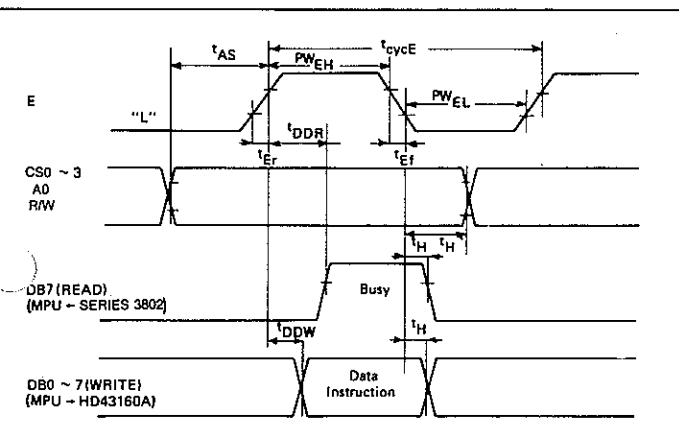 tcycE
tAS
PWEH
E
PWEL
"L"
tDDR
tEr
tEf
CS0 ~ 3
A0
R/W
tH
tH
DB7 (READ)
(MPU ← SERIES 3802)
Busy
tDDW
tH
DB0 ~ 7 (WRITE)
(MPU → HD43160A)
Data
Instruction